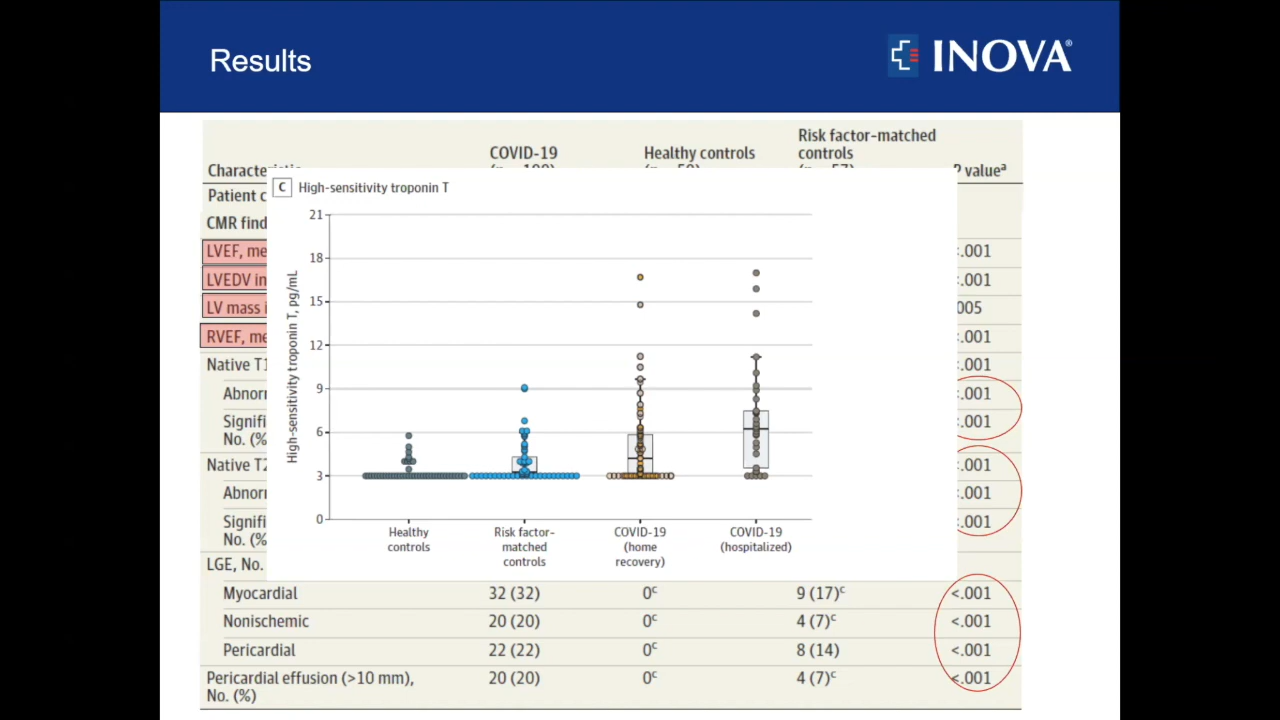 Results
INOVA®
Risk factor–matched
COVID-19 Healthy controls controls
Patient c
CMR find
LVEF, me <.001
LVEDV in <.001
LV mass i 005
RVEF, me <.001
Native T1 <.001
Abnorn <.001
Signifi <.001
No. (%
Native T2 <.001
Abnorn <.001
Signifi <.001
No. (%
LGE, No.
C High-sensitivity troponin T
High-sensitivity troponin T, pg/mL
21
18
15
12
9
6
3
0
Healthy controls
Risk factor-matched controls
COVID-19 (home recovery)
COVID-19 (hospitalized)
Myocardial 32 (32) 0c 9 (17)c <.001
Nonischemic 20 (20) 0c 4 (7)c <.001
Pericardial 22 (22) 0c 8 (14) <.001
Pericardial effusion (>10 mm), 20 (20) 0c 4 (7)c <.001
No. (%)